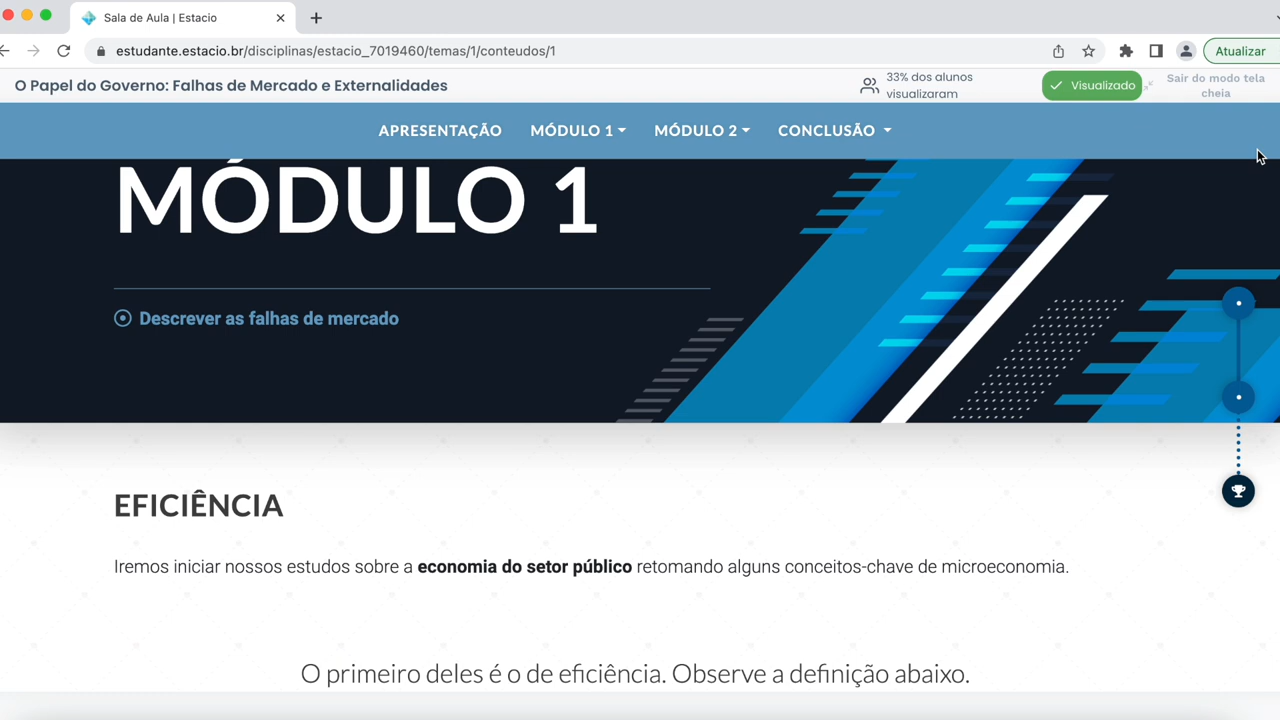 Sala de Aula | Estacio
estudante.estacio.br/disciplinas/estacio_7019460/temas/1/conteudos/1
Atualizar
O Papel do Governo: Falhas de Mercado e Externalidades
33% dos alunos
visualizaram
Visualizado
Sair do modo tela
cheia
APRESENTAÇÃO MÓDULO 1 MÓDULO 2 CONCLUSÃO
MÓDULO 1
Descrever as falhas de mercado
EFICIÊNCIA
Iremos iniciar nossos estudos sobre a economia do setor público retomando alguns conceitos-chave de microeconomia.
O primeiro deles é o de eficiência. Observe a definição abaixo.